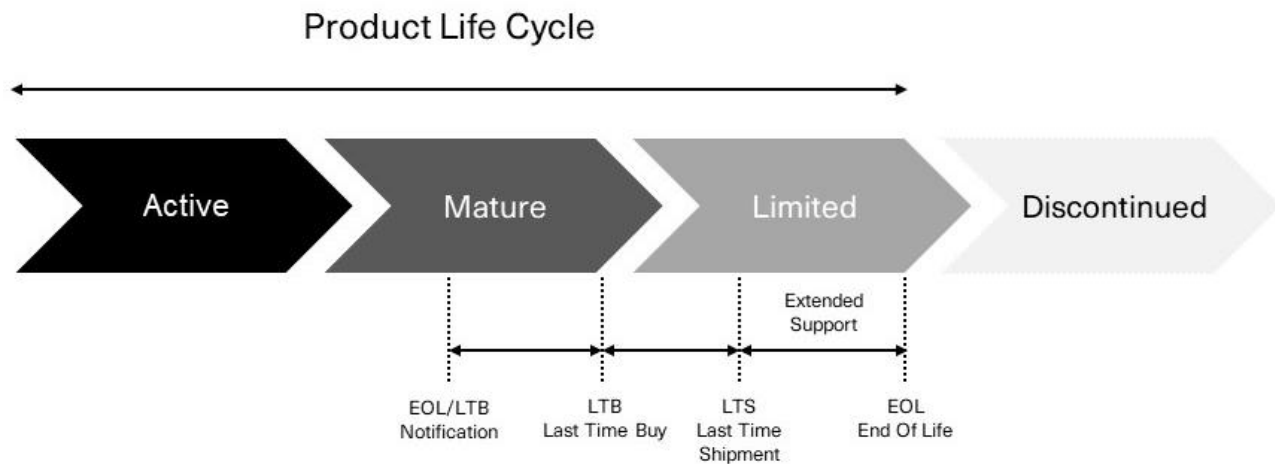 Product Life Cycle
Active
Mature
Limited
Discontinued
Extended
Support
EOL/LTB
Notification
LTB
Last Time Buy
LTS
Last Time
Shipment
EOL
End Of Life